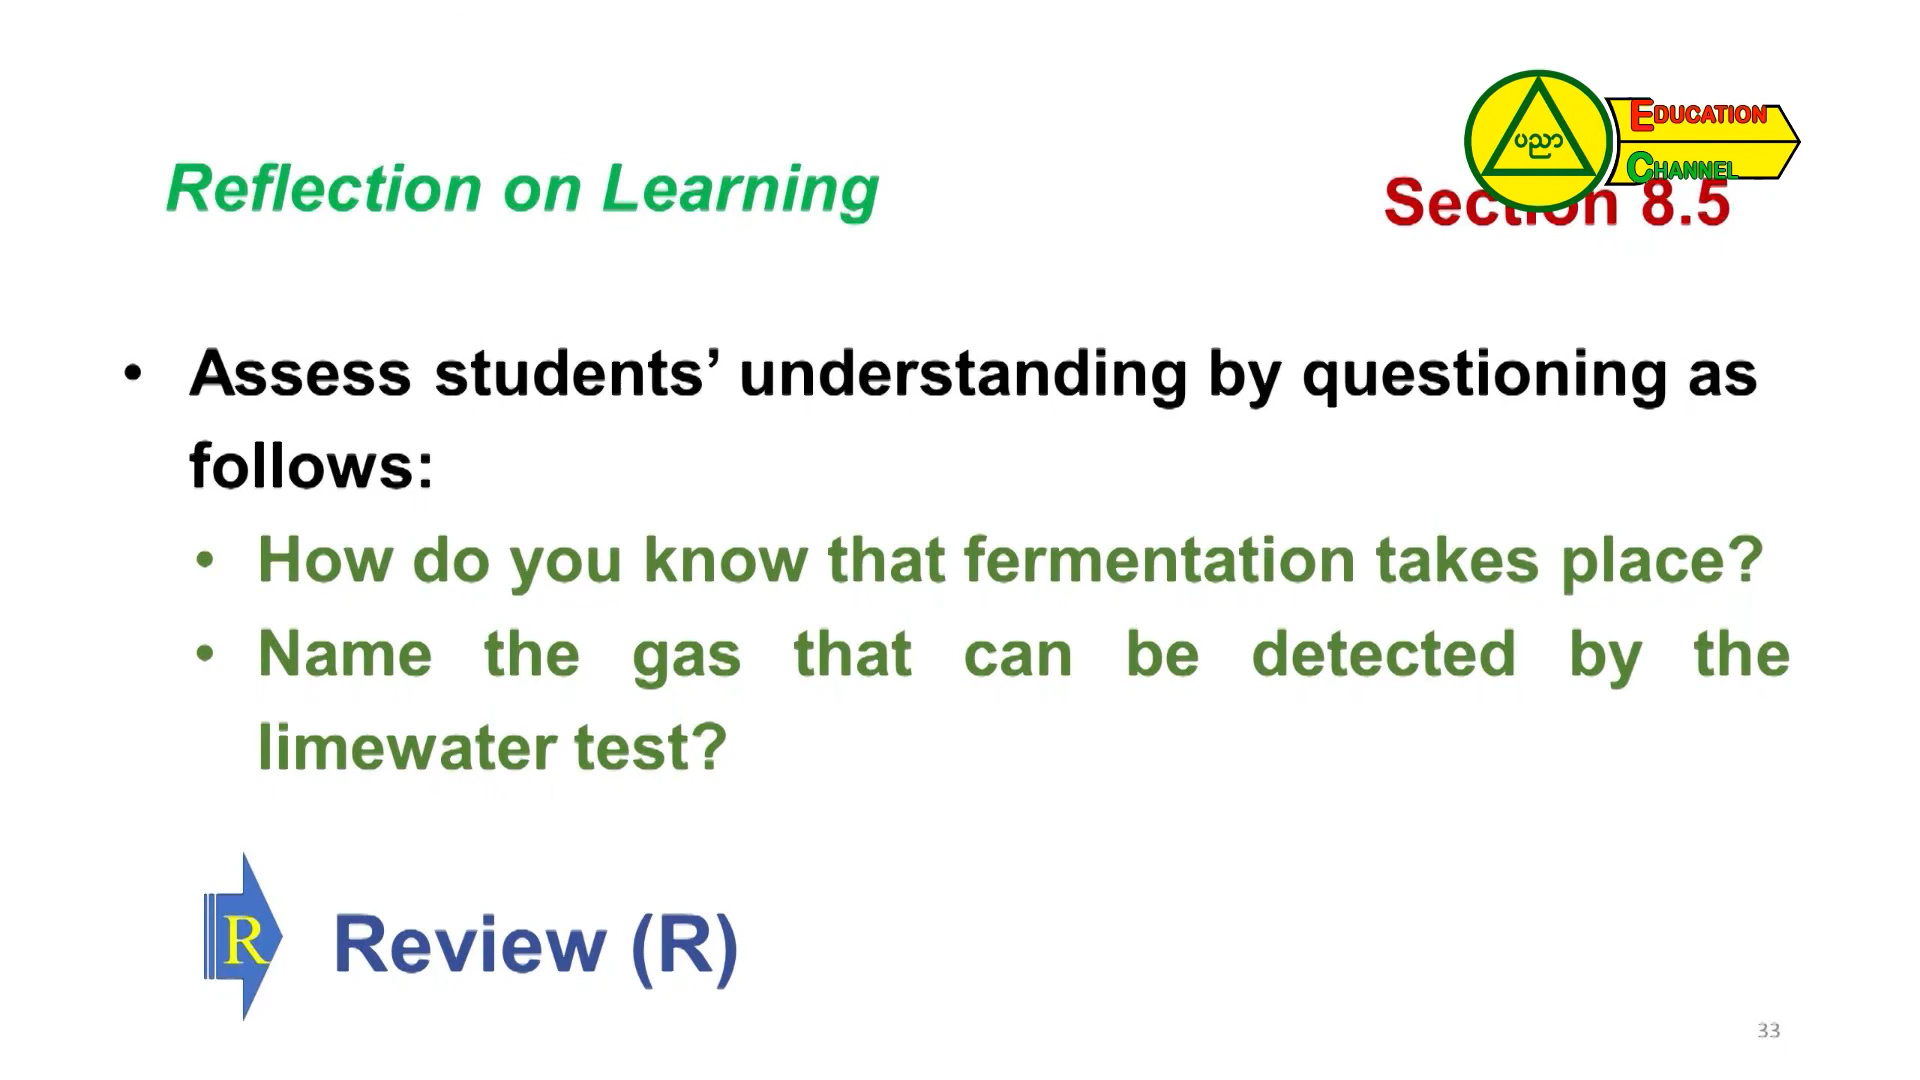 ပညာ
EDUCATION
CHANNEL
Reflection on Learning
Section 8.5
• Assess students’ understanding by questioning as
follows:
• How do you know that fermentation takes place?
• Name the gas that can be detected by the
limewater test?
R
Review (R)
33